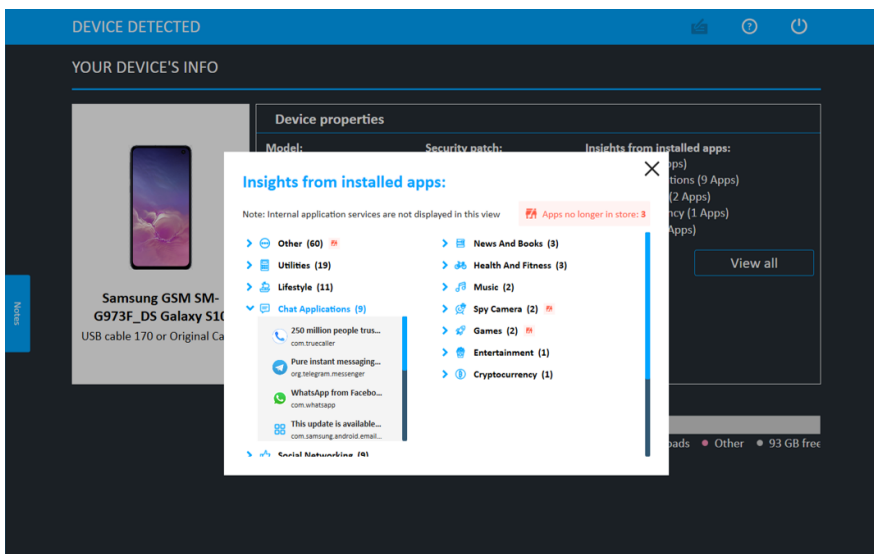 DEVICE DETECTED
YOUR DEVICE'S INFO
Device properties
Model:
Security patch:
Insights from installed apps:
tions (9 Apps)
(2 Apps)
(1 Apps)
Apps)
View all
Samsung GSM SM-
G973F_DS Galaxy
USB cable 170 or Original
Notes
Other
93 GB free
Insights from installed
apps:
Note: Internal application services are not displayed in this view
Apps no longer in store: 3
Other (60)
Utilities (19)
Lifestyle (11)
Chat Applications (9)
250 million people trus...
com.truecaller
Pure instant messaging...
org.telegram.messenger
WhatsApp from Facebo...
com.whatsapp
This update is available...
com.samsung.android.email...
Social Networking (9)
News And Books (3)
Health And Fitness (3)
Music (2)
Spy Camera (2)
Games (2)
Entertainment (1)
Cryptocurrency (1)